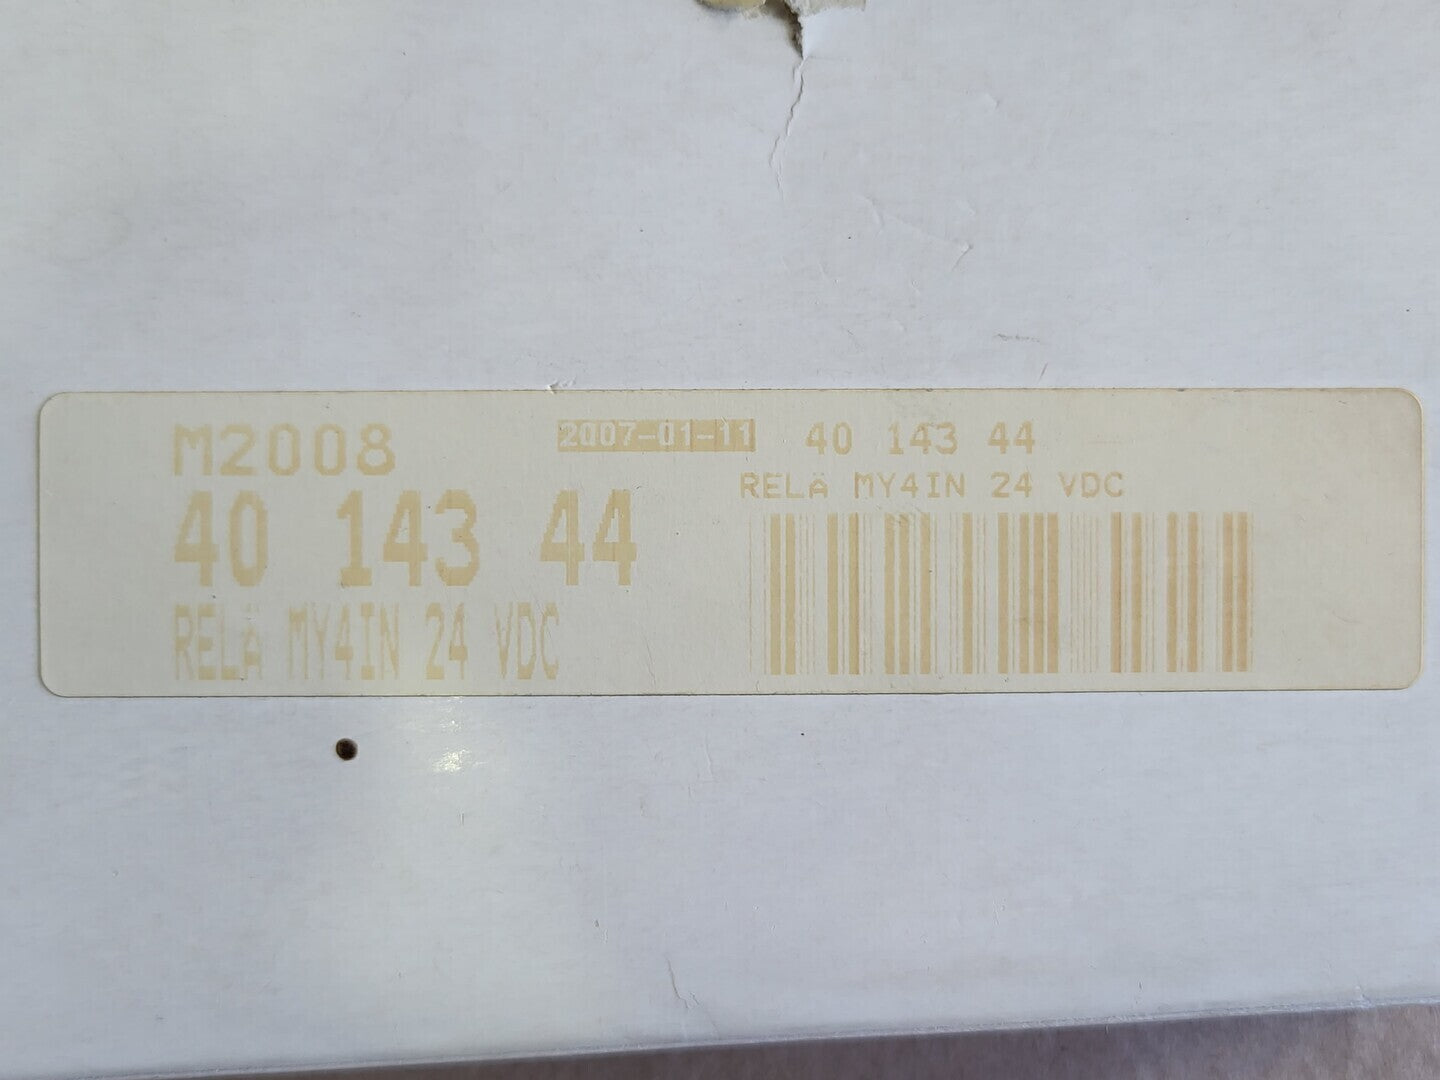 M2008
40 143 44
RELÄ MY4IN 24 VDC
2007-01-11
40 143 44
RELÄ MY4IN 24 VDC